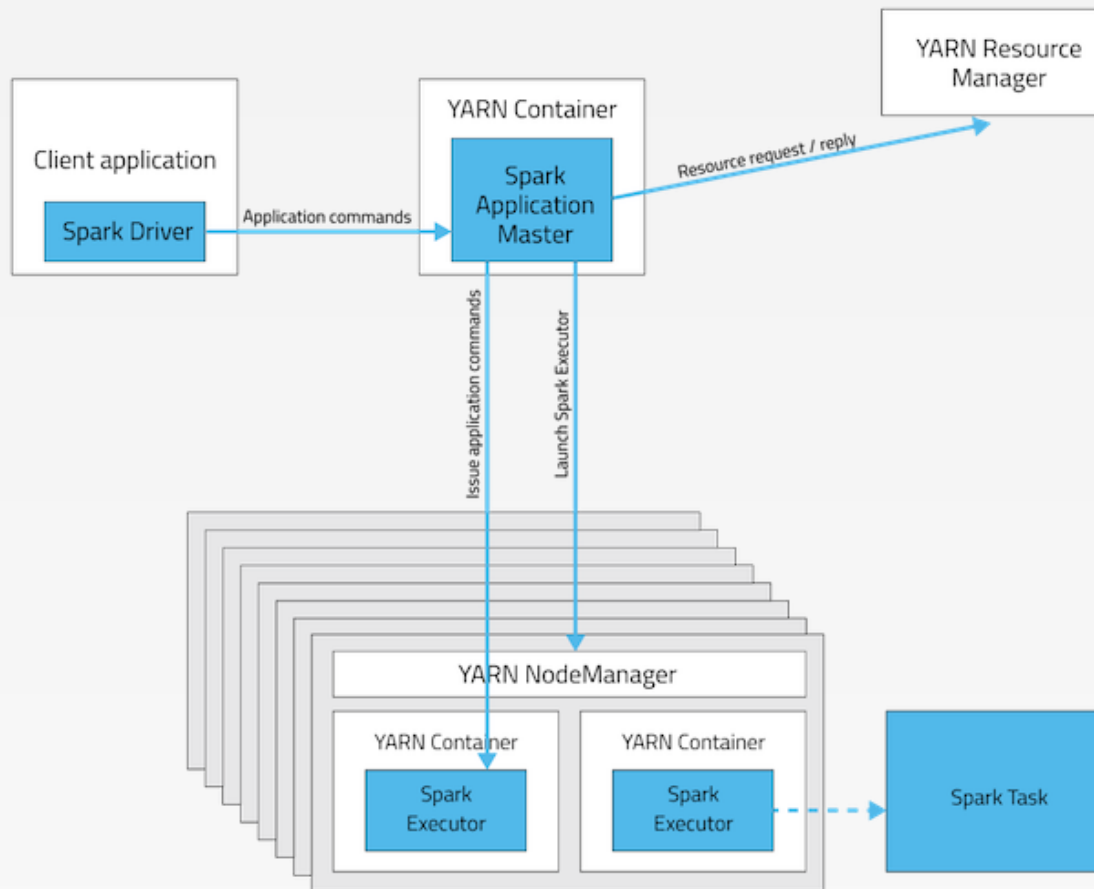 YARN Resource
Manager
YARN Container
Client application
Spark
Application
Master
Spark Driver
Application commands
Resource request / reply
Issue application commands
Launch Spark Executor
YARN NodeManager
YARN Container
YARN Container
Spark
Executor
Spark
Executor
Spark Task